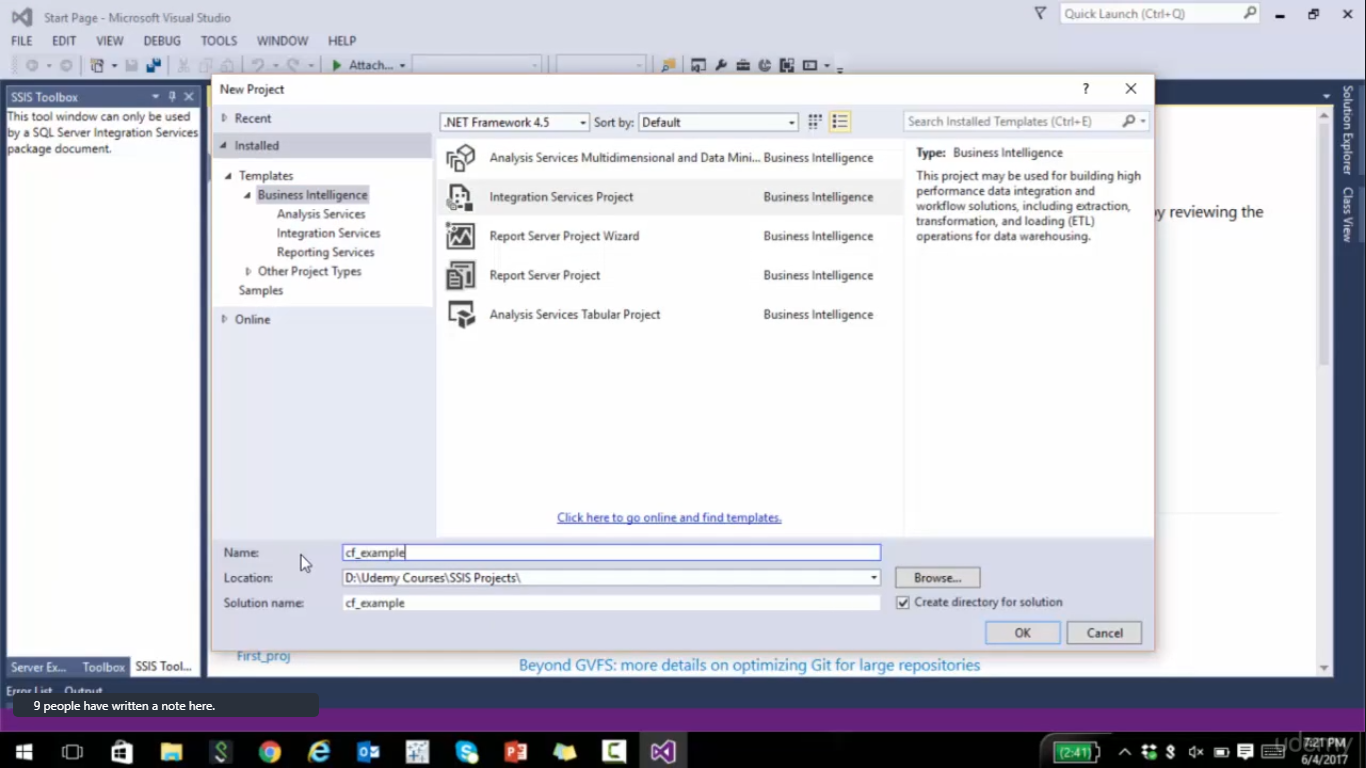 Start Page - Microsoft Visual Studio
Quick Launch (Ctrl+Q)
FILE EDIT VIEW DEBUG TOOLS WINDOW HELP
Attach...
SSIS Toolbox
This tool window can only be used
by a SQL Server Integration Services
package document.
New Project
?
Recent
Installed
Templates
Business Intelligence
Analysis Services
Integration Services
Reporting Services
Other Project Types
Samples
Online
.NET Framework 4.5
Sort by: Default
Search Installed Templates (Ctrl+E)
Analysis Services Multidimensional and Data Mini... Business Intelligence
Integration Services Project Business Intelligence
Report Server Project Wizard Business Intelligence
Report Server Project Business Intelligence
Analysis Services Tabular Project Business Intelligence
Type: Business Intelligence
This project may be used for building high
performance data integration and
workflow solutions, including extraction,
transformation, and loading (ETL)
operations for data warehousing.
Click here to go online and find templates.
Name: cf_example
Location: D:\Udemy Courses\SSIS Projects\
Browse...
Solution name: cf_example
Create directory for solution
OK Cancel
by reviewing the
Solution Explorer
Class View
First_proj
Beyond GVFS: more details on optimizing Git for large repositories
Server Ex... Toolbox SSIS Tool...
Error List Output
9 people have written a note here.
(2:41)
udemy
7:21 PM
6/4/2017